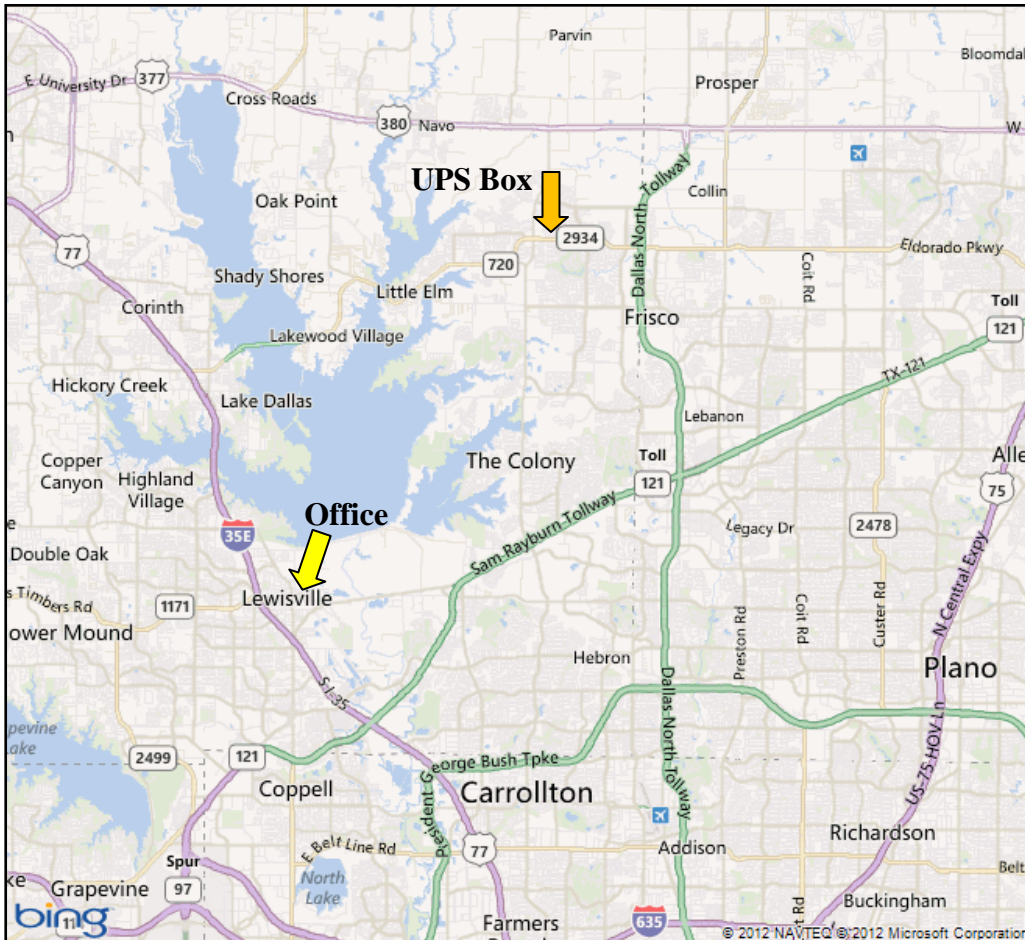 Parvin
Bloomdal
E University Dr
377
Prosper
Cross Roads
380
Navo
W
UPS Box
Oak Point
Dallas North Tollway
Collin
77
2934
Eldorado Pkwy
720
Shady Shores
Little Elm
Coit Rd
Corinth
Toll
121
Frisco
Lakewood Village
TX-121
Hickory Creek
Lake Dallas
Lebanon
The Colony
Toll
121
Alle
75
Copper
Canyon
Highland
Village
Office
35E
Legacy Dr
2478
Sam Rayburn Tollway
Double Oak
s Timbers Rd
1171
Lewisville
ower Mound
N Central Expy
Custer Rd
Coit Rd
Preston Rd
Hebron
Plano
S I-35
Dallas North Tollway
pevine
Lake
2499
121
President George Bush Tpke
US-75 HOV Ln
Coppell
Carrollton
E Belt Line Rd
77
Addison
Richardson
Belt
Spur
97
ke
Grapevine
North
Lake
Buckingham
bing
11
Farmers
635
t Rd
© 2012 NAVTEQ © 2012 Microsoft Corporation